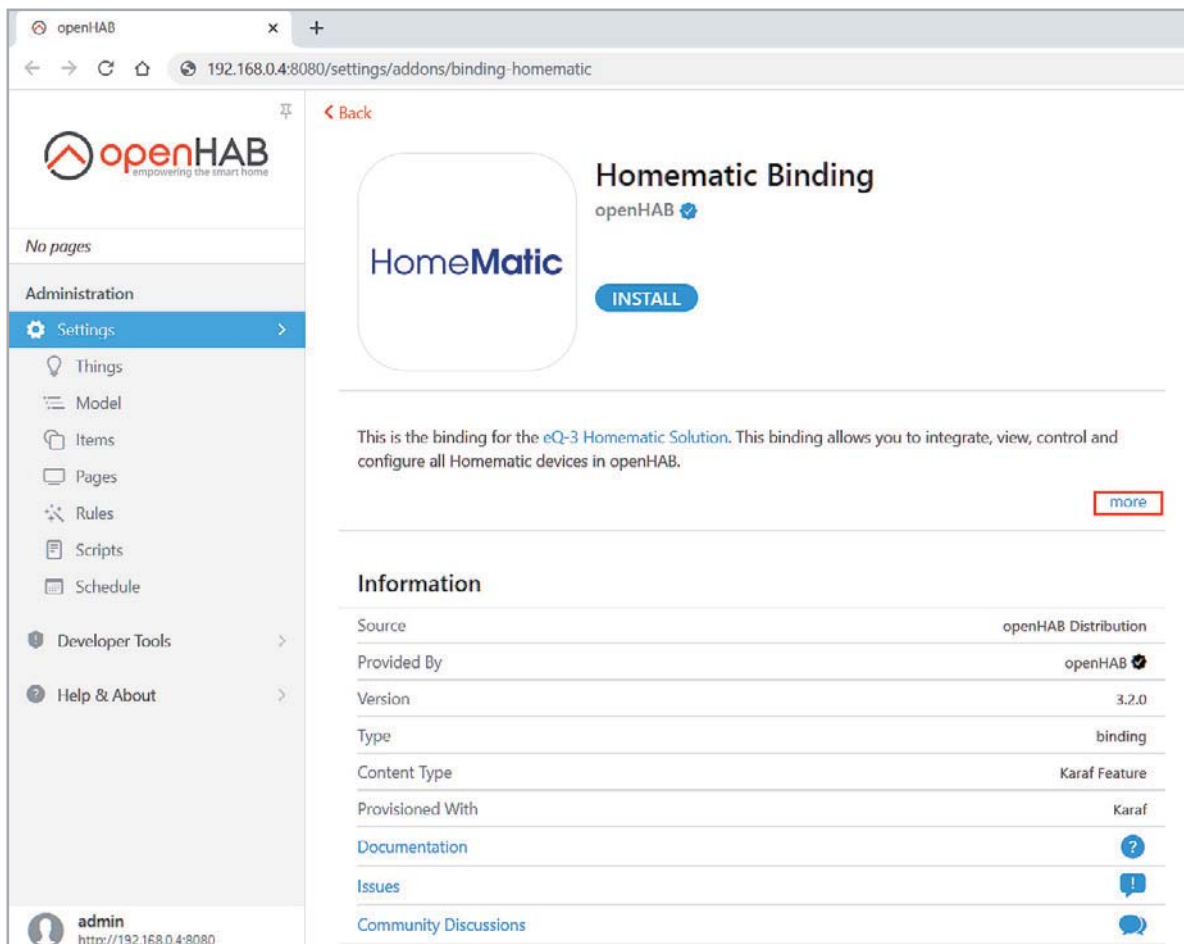 openHAB
192.168.0.4:8080/settings/addons/binding-homematic
openHAB
empowering the smart home
No pages
Administration
Settings
Things
Model
Items
Pages
Rules
Scripts
Schedule
Developer Tools
Help & About
admin
http://192.168.0.4:8080
Back
HomeMatic
Homematic Binding
openHAB
INSTALL
This is the binding for the eQ-3 Homematic Solution. This binding allows you to integrate, view, control and
configure all Homematic devices in openHAB.
more
Information
Source openHAB Distribution
Provided By openHAB
Version 3.2.0
Type binding
Content Type Karaf Feature
Provisioned With Karaf
Documentation
Issues
Community Discussions